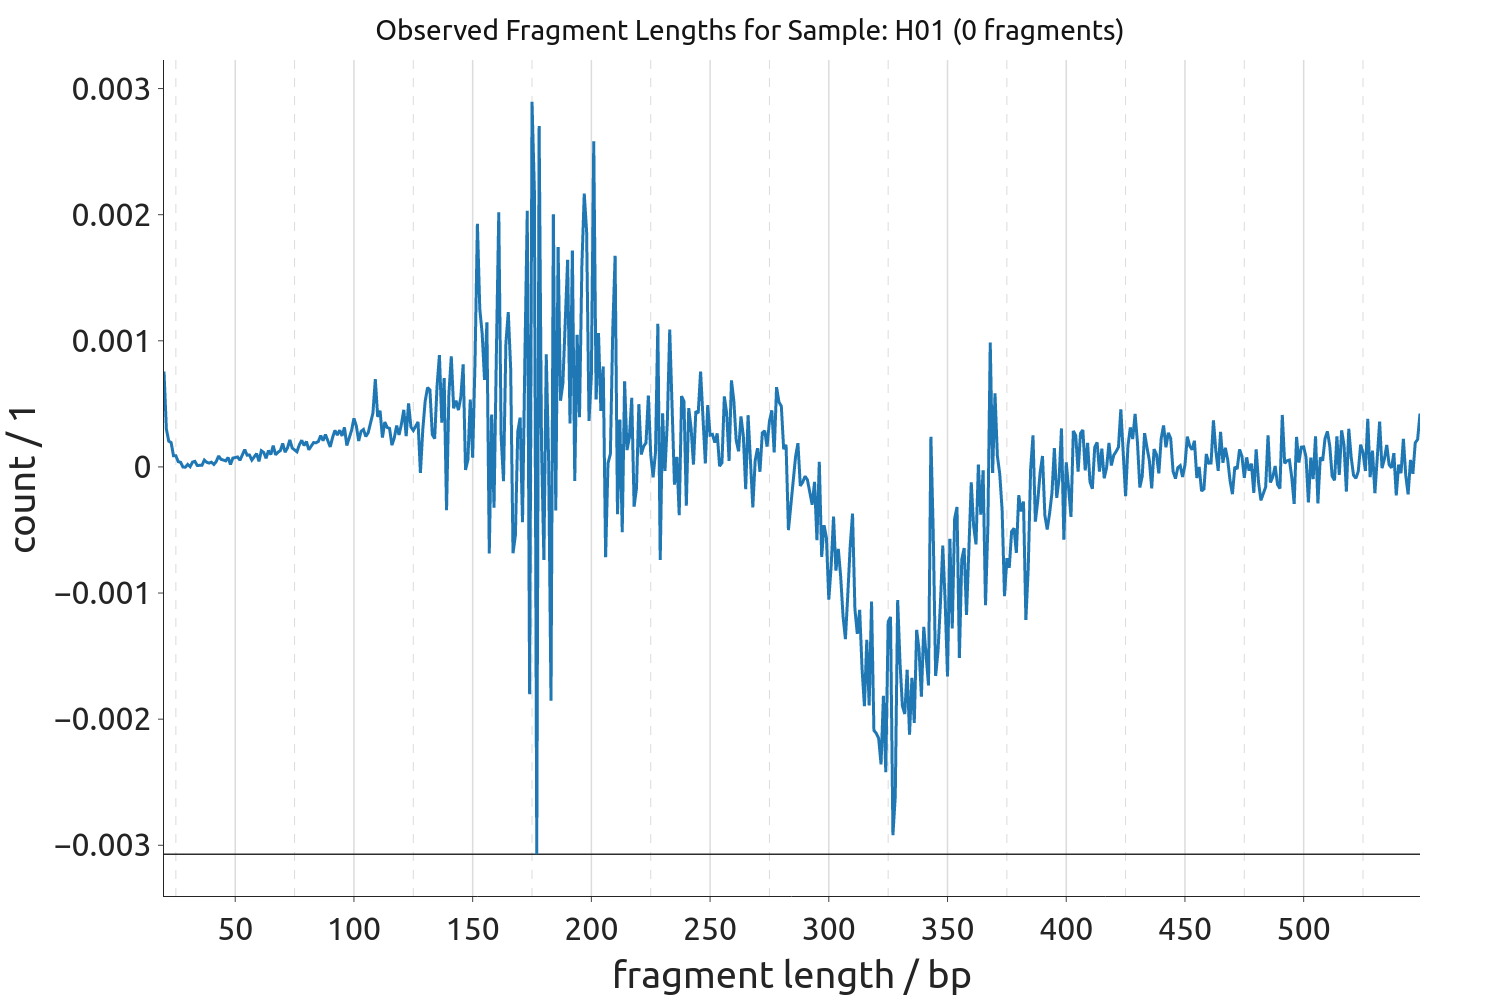 Observed Fragment Lengths for Sample: H01 (0 fragments)
count / 1
0.003
0.002
0.001
0
−0.001
−0.002
−0.003
50 100 150 200 250 300 350 400 450 500
fragment length / bp